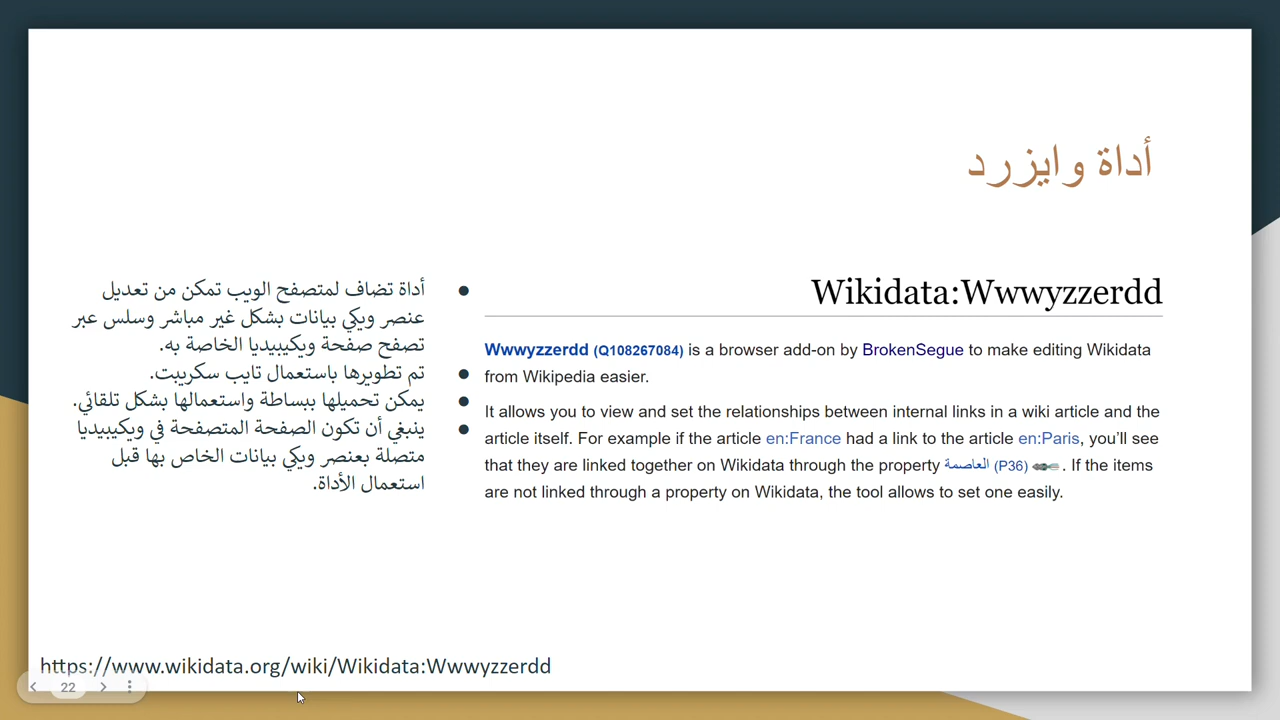 أداة وايزرد
Wikidata:Wwwyzzerdd
Wwwyzzerdd (Q108267084) is a browser add-on by BrokenSegue to make editing Wikidata
from Wikipedia easier.
It allows you to view and set the relationships between internal links in a wiki article and the
article itself. For example if the article en:France had a link to the article en:Paris, you’ll see
that they are linked together on Wikidata through the property العاصمة (P36) . If the items
are not linked through a property on Wikidata, the tool allows to set one easily.
● أداة تضاف لمتصفح الويب تمكن من تعديل
عنصر ويكي بيانات بشكل غير مباشر وسلس عبر
تصفح صفحة ويكيبيديا الخاصة به.
● تم تطويرها باستعمال تايب سكريبت.
● يمكن تحميلها ببساطة واستعمالها بشكل تلقائي.
● ينبغي أن تكون الصفحة المتصفحة في ويكيبيديا
متصلة بعنصر ويكي بيانات الخاص بها قبل
استعمال الأداة.
https://www.wikidata.org/wiki/Wikidata:Wwwyzzerdd
22